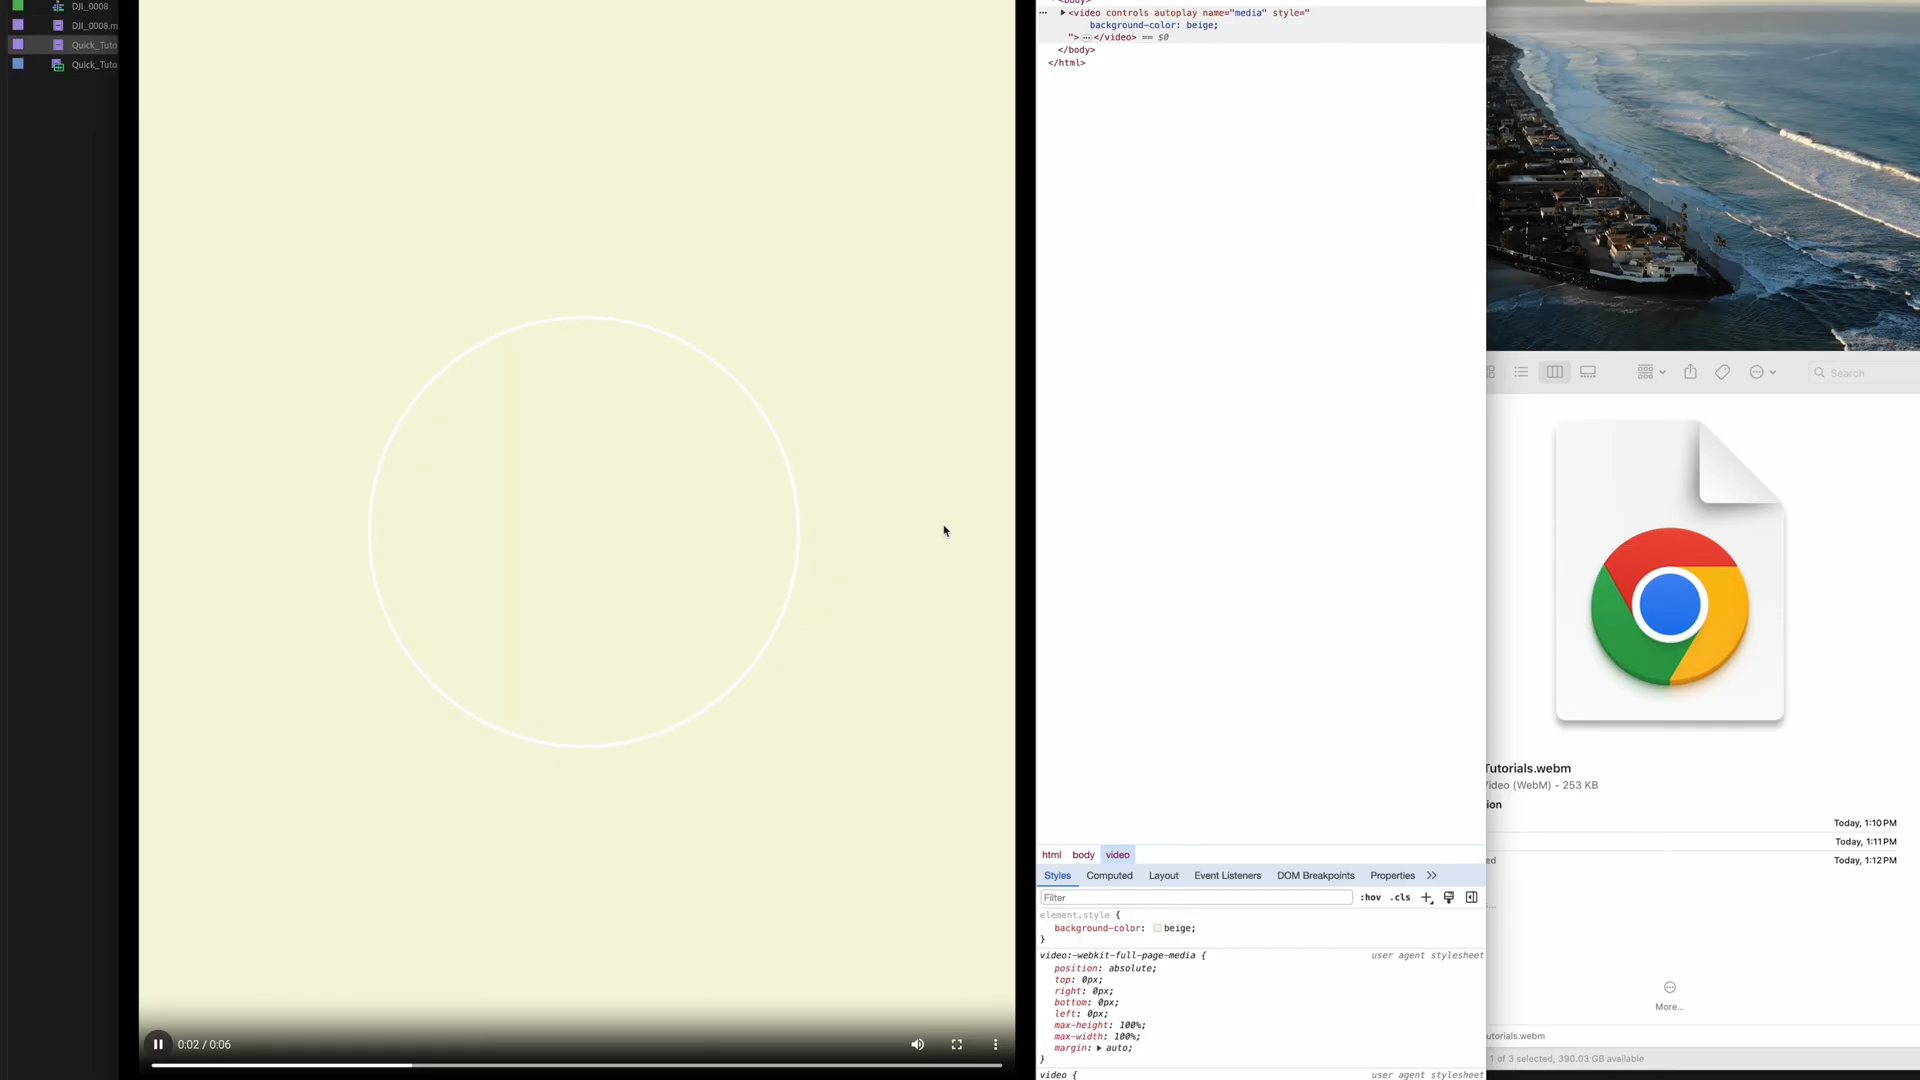 DJI_0008
DJI_0008.m
Quick_Tuto
Quick_Tuto
<body>
<video controls autoplay name="media" style="
background-color: beige;
"></video> == $0
</body>
</html>
0:02 / 0:06
html body video
Styles Computed Layout Event Listeners DOM Breakpoints Properties
Filter :hov .cls
element.style {
background-color: beige;
}
video:-webkit-full-page-media { user agent stylesheet
position: absolute;
top: 0px;
right: 0px;
bottom: 0px;
left: 0px;
max-height: 100%;
max-width: 100%;
margin: auto;
}
video { user agent stylesheet
Search
Tutorials.webm
Video (WebM) - 253 KB
ion
Today, 1:10 PM
Today, 1:11 PM
ed Today, 1:12 PM
More...
utorials.webm
1 of 3 selected, 390.03 GB available